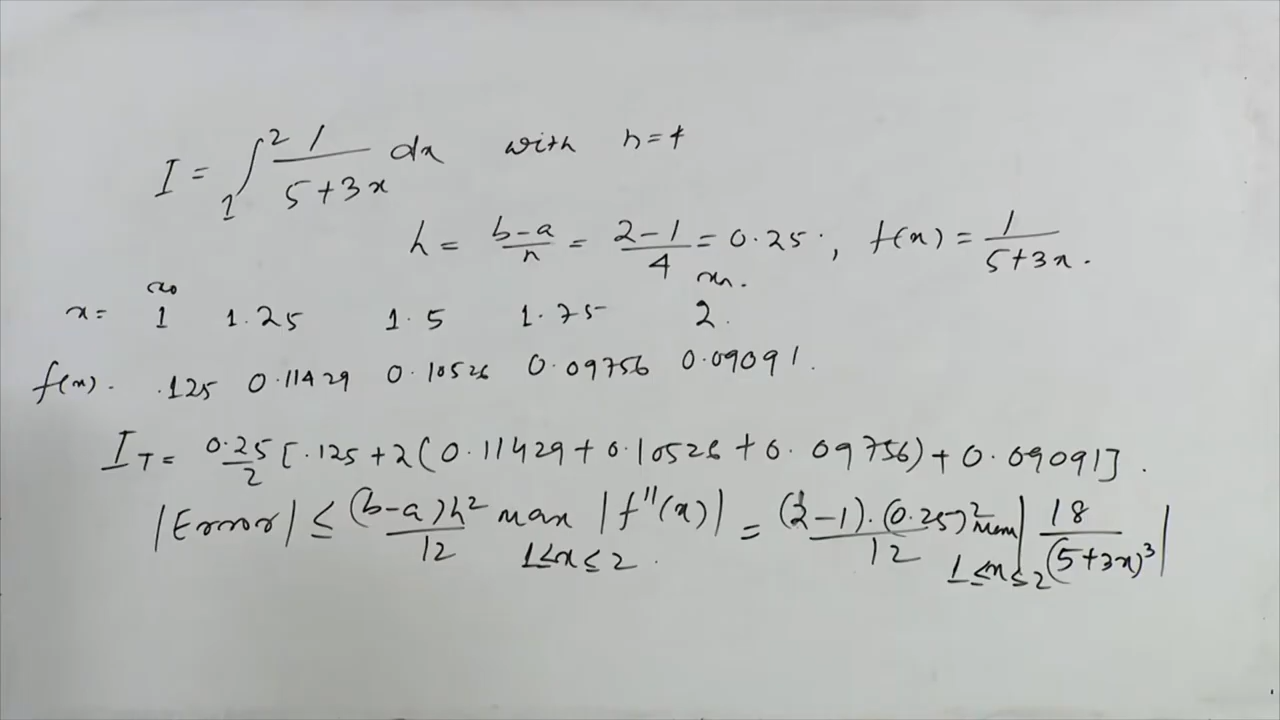 I = ∫₁² 1/(5+3x) dx with n=4
h = (b-a)/n = (2-1)/4 = 0.25, f(x) = 1/(5+3x).
x₀ xₙ.
x= 1 1.25 1.5 1.75 2.
f(x). .125 0.11429 0.10526 0.09756 0.09091.
I_T = 0.25/2 [.125+2(0.11429+0.10526+0.09756)+0.09091].
|Error| ≤ (b-a)h²/12 max |f''(x)| = (2-1).(0.25)²/12 max |18/(5+3x)³|
1≤x≤2. 1≤x≤2